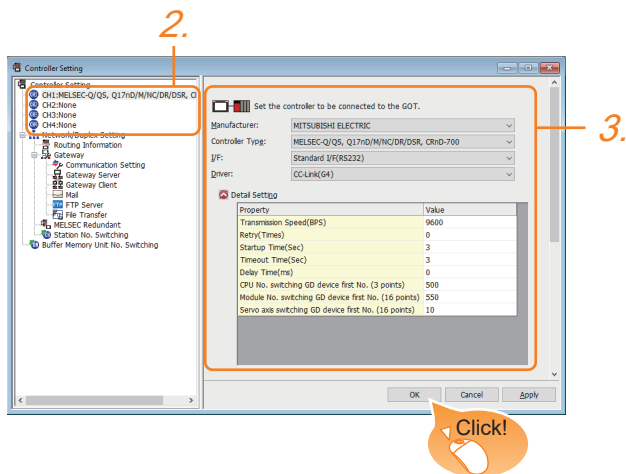 2.
Controller Setting
Controller Setting
CH1:MELSEC-Q/QS, Q17nD/M/NC/DR/DSR, C
CH2:None
CH3:None
CH4:None
Network/Duplex Setting
Routing Information
Gateway
Communication Setting
Gateway Server
Gateway Client
Mail
FTP Server
File Transfer
MELSEC Redundant
Station No. Switching
Buffer Memory Unit No. Switching
Set the controller to be connected to the GOT.
Manufacturer: MITSUBISHI ELECTRIC
Controller Type: MELSEC-Q/QS, Q17nD/M/NC/DR/DSR, CRnD-700
I/F: Standard I/F(RS232)
Driver: CC-Link(G4)
Detail Setting
Property Value
Transmission Speed(BPS) 9600
Retry(Times) 0
Startup Time(Sec) 3
Timeout Time(Sec) 3
Delay Time(ms) 0
CPU No. switching GD device first No. (3 points) 500
Module No. switching GD device first No. (16 points) 550
Servo axis switching GD device first No. (16 points) 10
3.
OK Cancel Apply
Click!